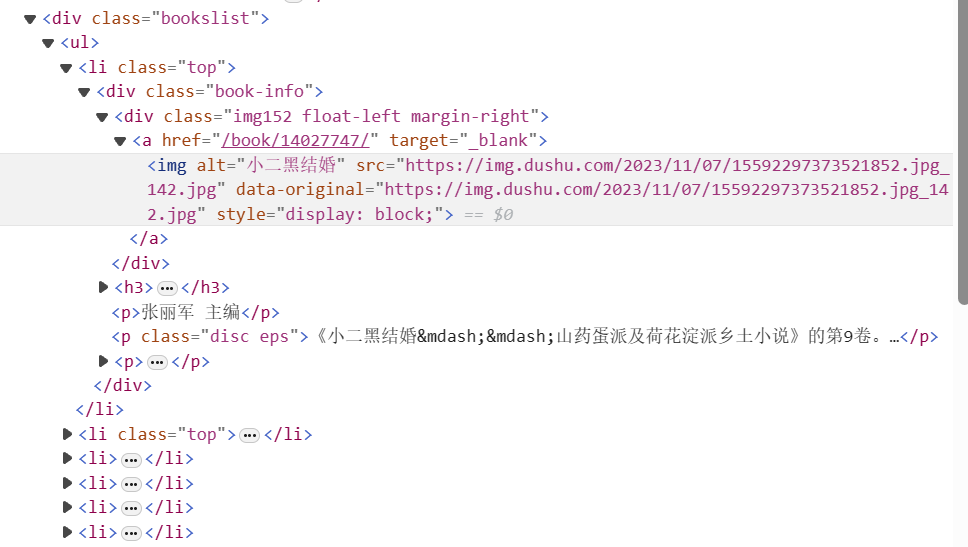 <div class="bookslist">
<ul>
<li class="top">
<div class="book-info">
<div class="img152 float-left margin-right">
<a href="/book/14027747/" target="_blank">
<img alt="小二黑结婚" src="https://img.dushu.com/2023/11/07/15592297373521852.jpg_
142.jpg" data-original="https://img.dushu.com/2023/11/07/15592297373521852.jpg_14
2.jpg" style="display: block;"> == $0
</a>
</div>
<h3>…</h3>
<p>张丽军 主编</p>
<p class="disc eps">《小二黑结婚&mdash;&mdash;山药蛋派及荷花淀派乡土小说》的第9卷。…</p>
<p>…</p>
</div>
</li>
<li class="top">…</li>
<li>…</li>
<li>…</li>
<li>…</li>
<li>…</li>